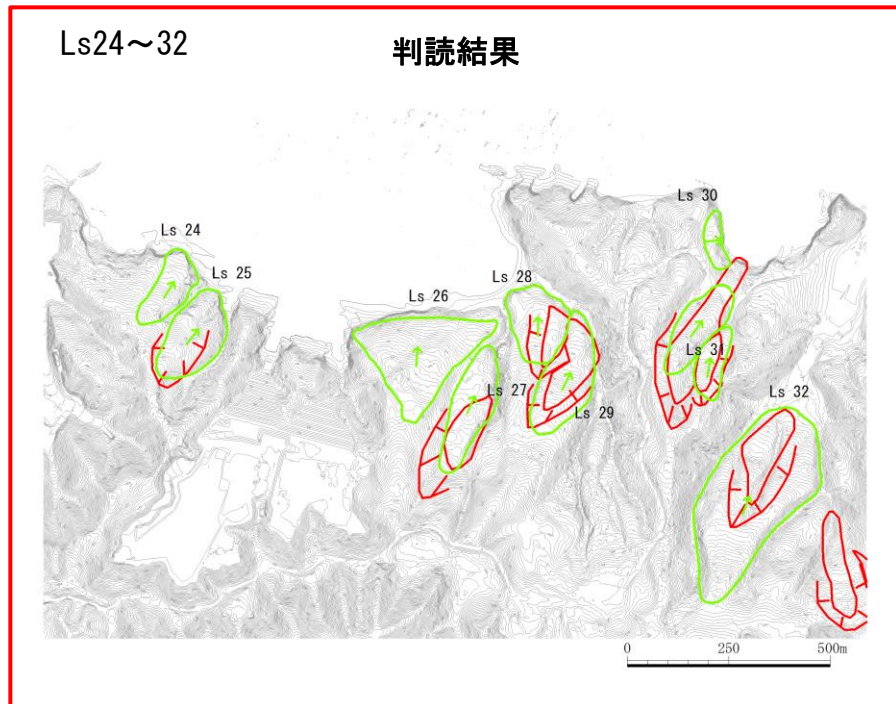 Ls24~32
判読結果
Ls 30
Ls 24
Ls 25
Ls 28
Ls 26
Ls 31
Ls 27
Ls 32
Ls 29
0 250 500m